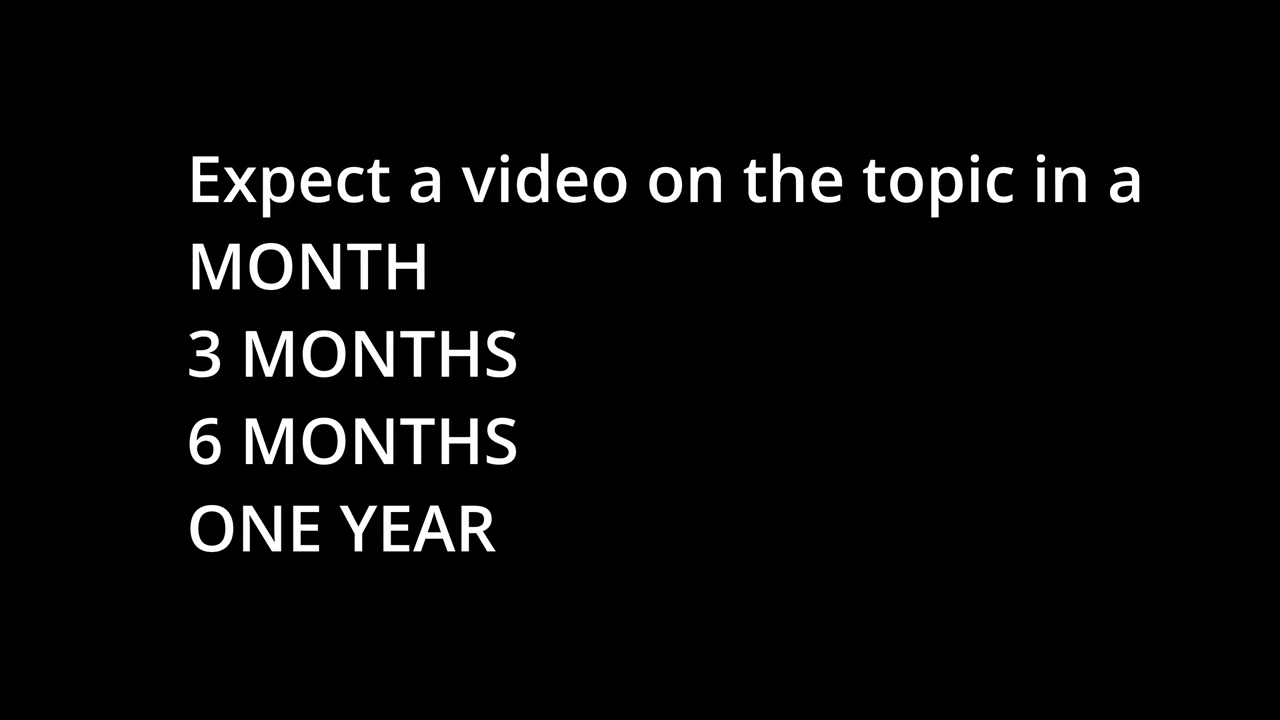 Expect a video on the topic in a
MONTH
3 MONTHS
6 MONTHS
ONE YEAR